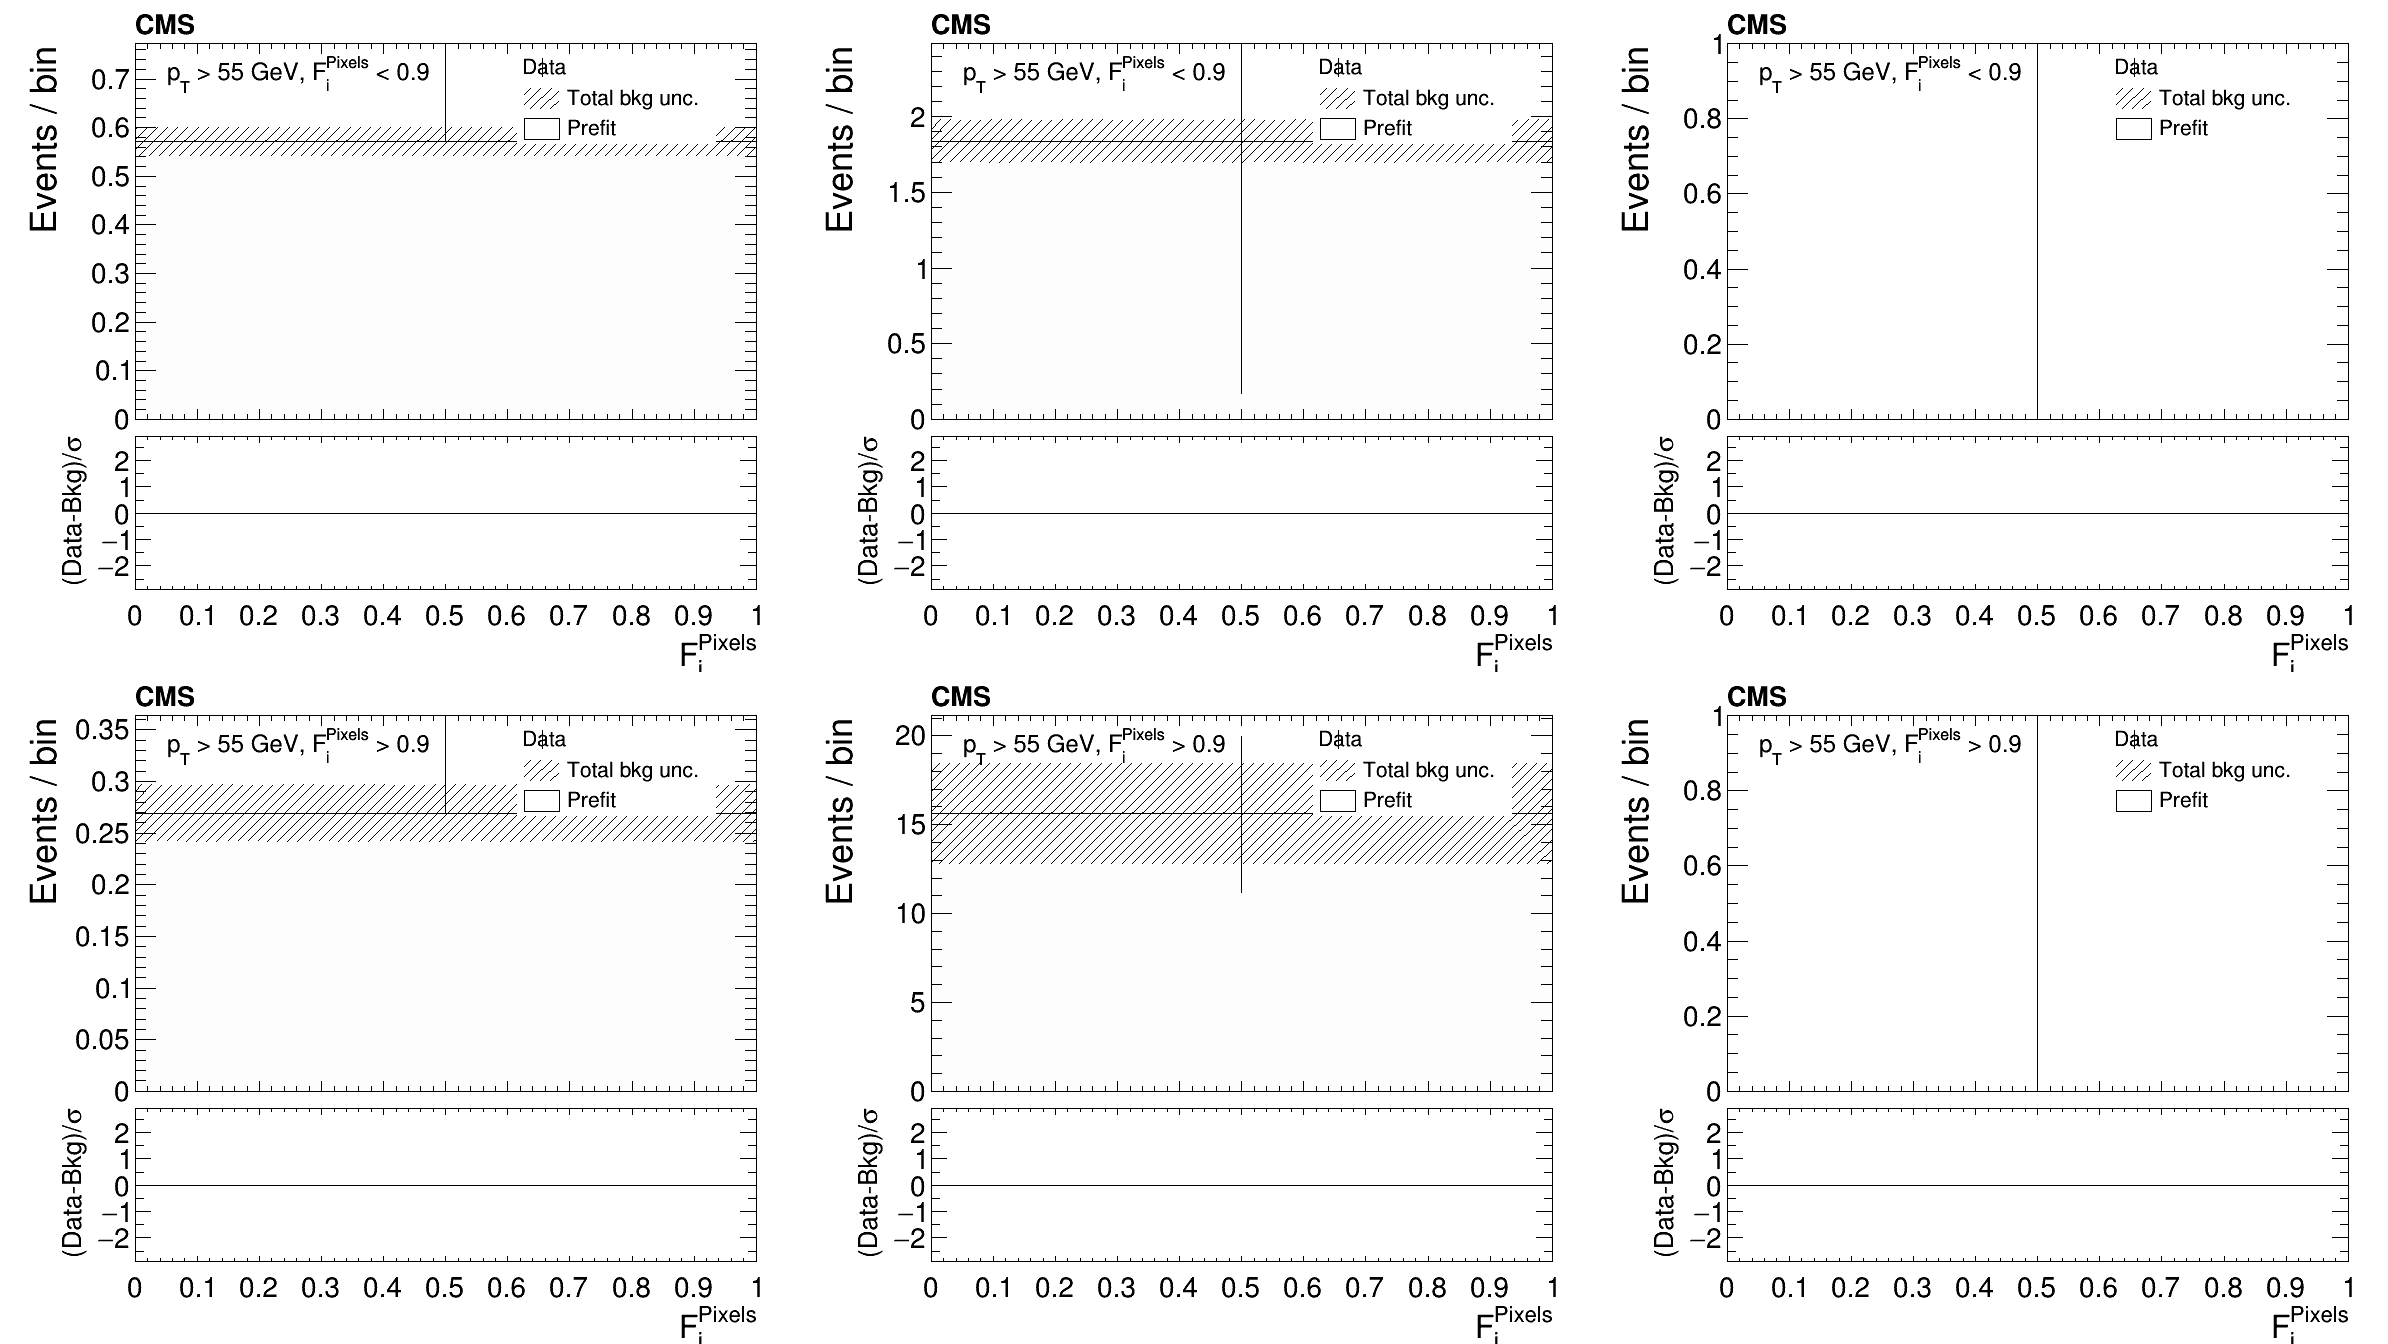 CMS
Events / bin
p_T > 55 GeV, F_i^Pixels < 0.9
Data
Total bkg unc.
Prefit
0.7
0.6
0.5
0.4
0.3
0.2
0.1
0
(Data-Bkg)/σ
2
1
0
−1
−2
0 0.1 0.2 0.3 0.4 0.5 0.6 0.7 0.8 0.9 1
F_i^Pixels
CMS
Events / bin
p_T > 55 GeV, F_i^Pixels < 0.9
Data
Total bkg unc.
Prefit
2
1.5
1
0.5
0
(Data-Bkg)/σ
2
1
0
−1
−2
0 0.1 0.2 0.3 0.4 0.5 0.6 0.7 0.8 0.9 1
F_i^Pixels
CMS
Events / bin
p_T > 55 GeV, F_i^Pixels < 0.9
Data
Total bkg unc.
Prefit
1
0.8
0.6
0.4
0.2
0
(Data-Bkg)/σ
2
1
0
−1
−2
0 0.1 0.2 0.3 0.4 0.5 0.6 0.7 0.8 0.9 1
F_i^Pixels
CMS
Events / bin
p_T > 55 GeV, F_i^Pixels > 0.9
Data
Total bkg unc.
Prefit
0.35
0.3
0.25
0.2
0.15
0.1
0.05
0
(Data-Bkg)/σ
2
1
0
−1
−2
0 0.1 0.2 0.3 0.4 0.5 0.6 0.7 0.8 0.9 1
F_i^Pixels
CMS
Events / bin
p_T > 55 GeV, F_i^Pixels > 0.9
Data
Total bkg unc.
Prefit
20
15
10
5
0
(Data-Bkg)/σ
2
1
0
−1
−2
0 0.1 0.2 0.3 0.4 0.5 0.6 0.7 0.8 0.9 1
F_i^Pixels
CMS
Events / bin
p_T > 55 GeV, F_i^Pixels > 0.9
Data
Total bkg unc.
Prefit
1
0.8
0.6
0.4
0.2
0
(Data-Bkg)/σ
2
1
0
−1
−2
0 0.1 0.2 0.3 0.4 0.5 0.6 0.7 0.8 0.9 1
F_i^Pixels